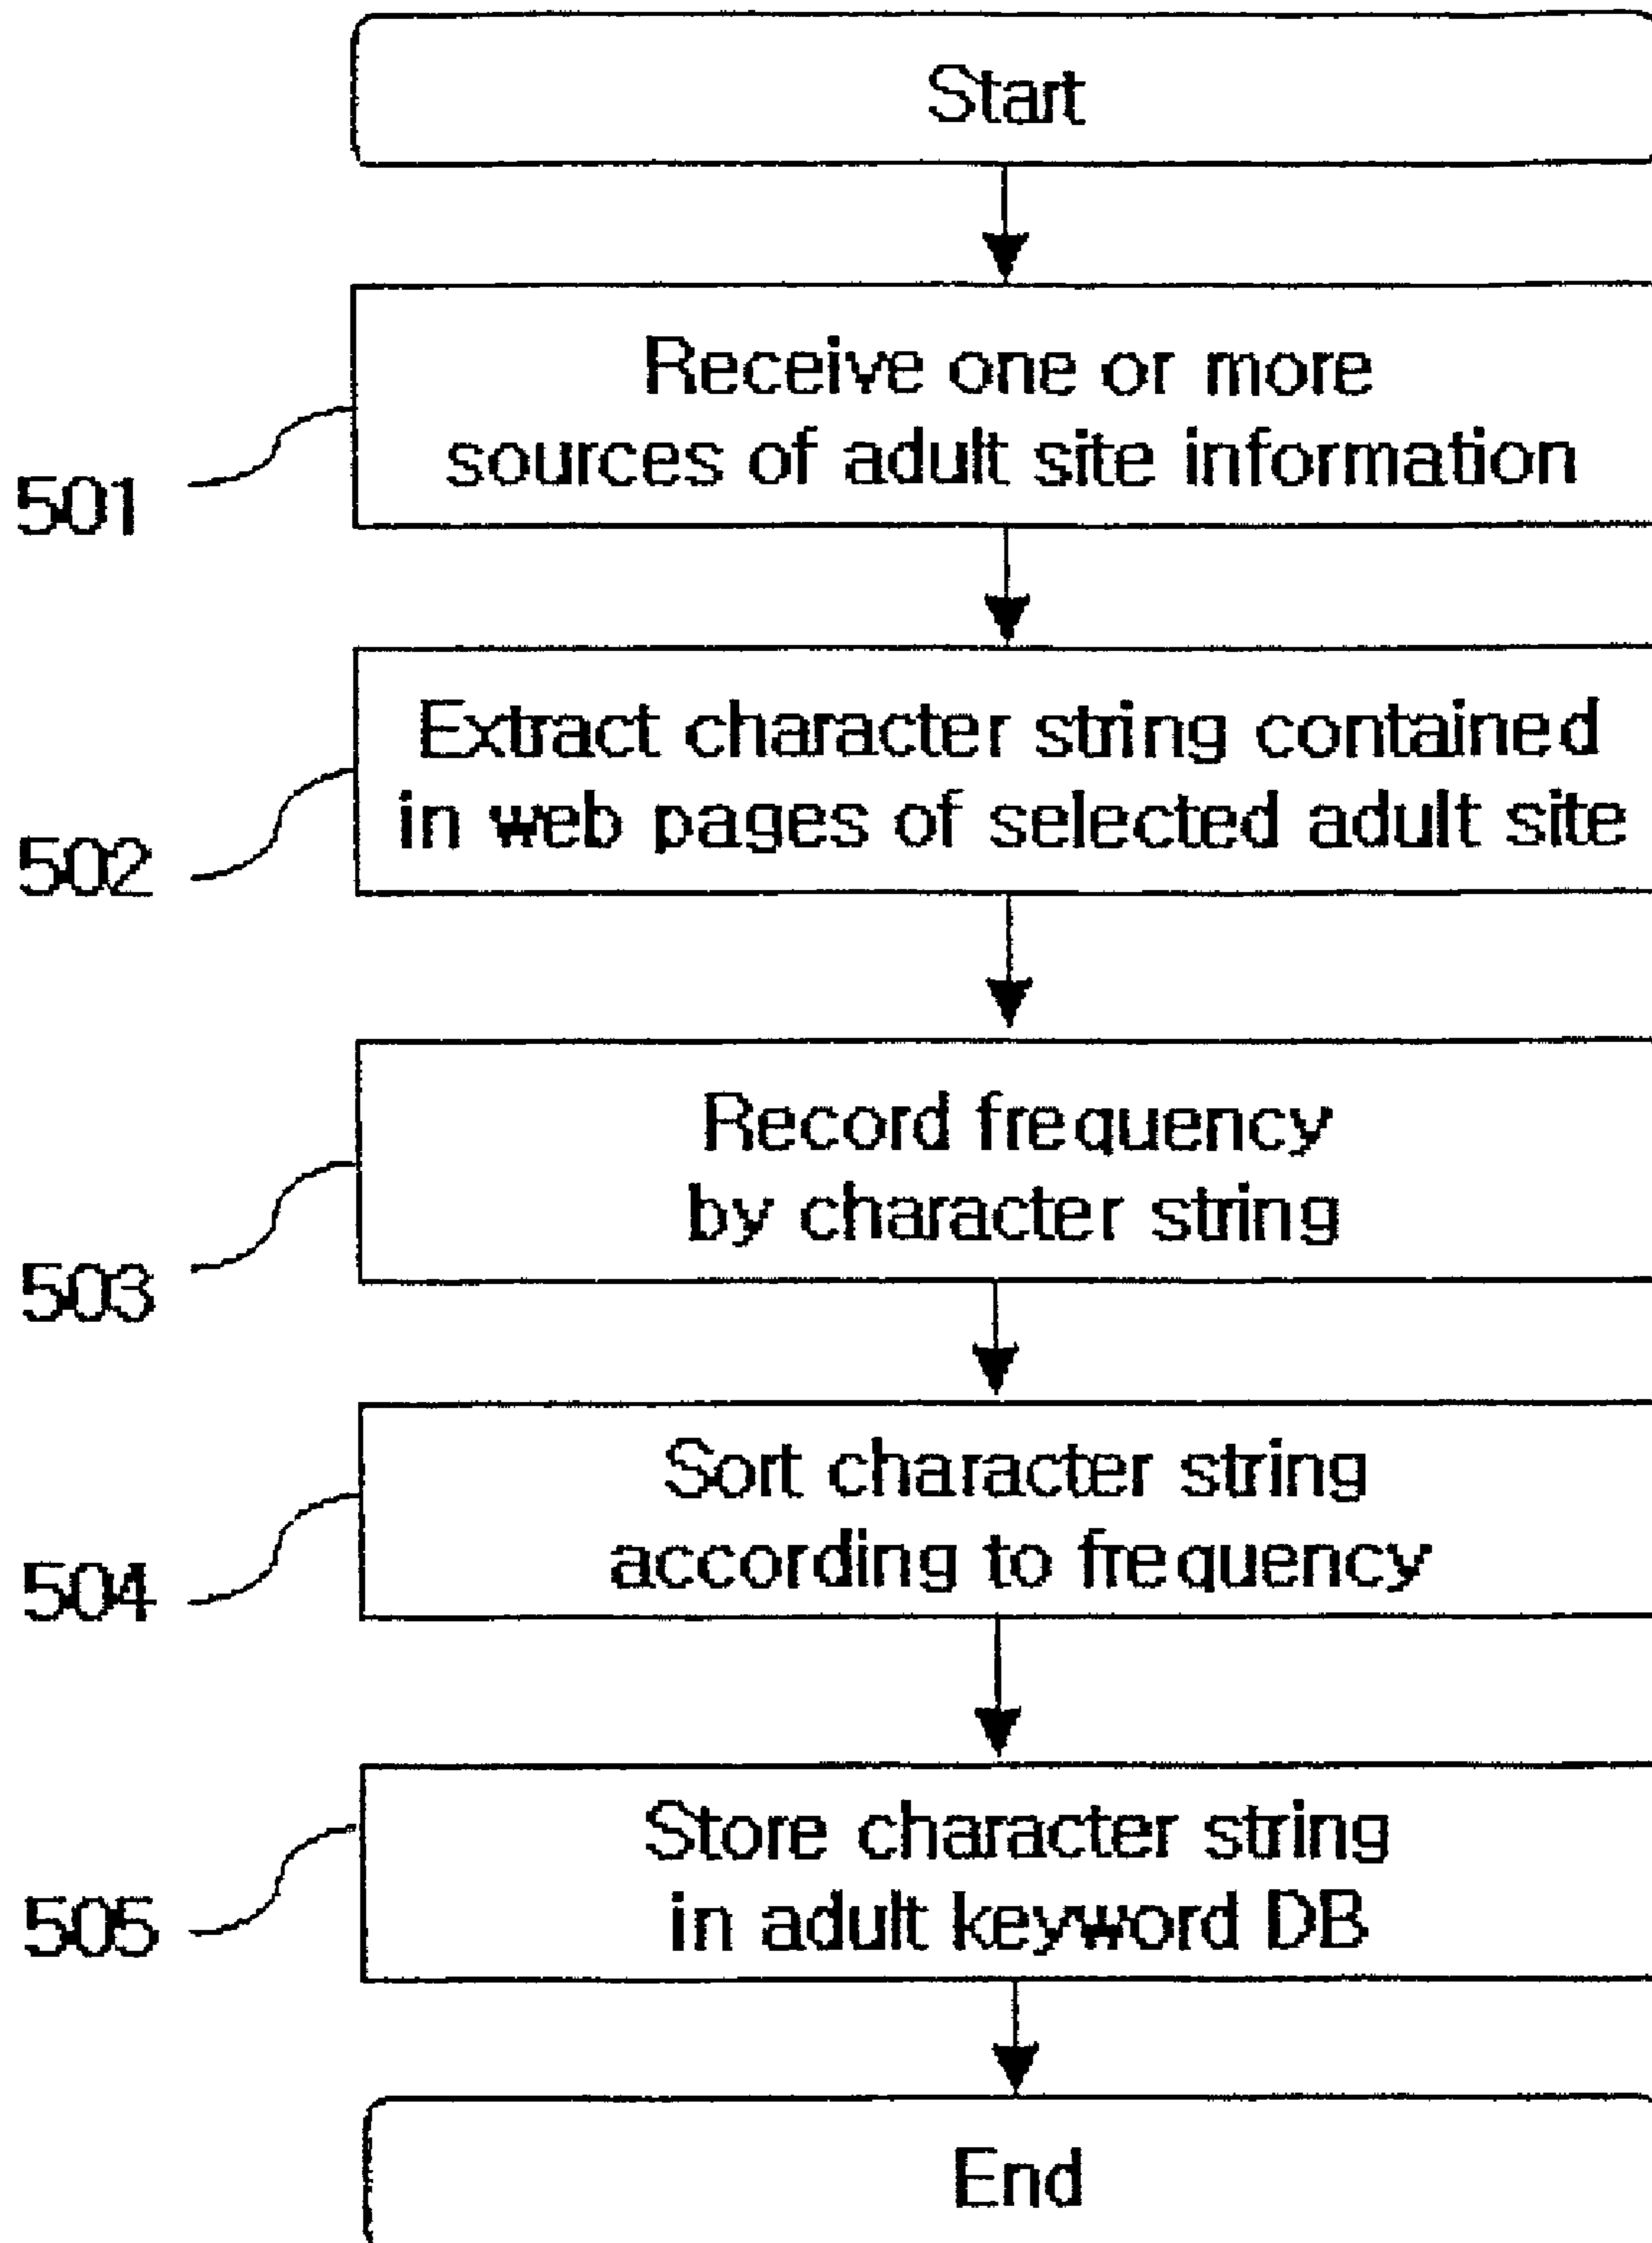 Start
Receive one or more
sources of adult site information
501
Extract character string contained
in web pages of selected adult site
502
Record frequency
by character string
503
Sort character string
according to frequency
504
Store character string
in adult keyword DB
505
End